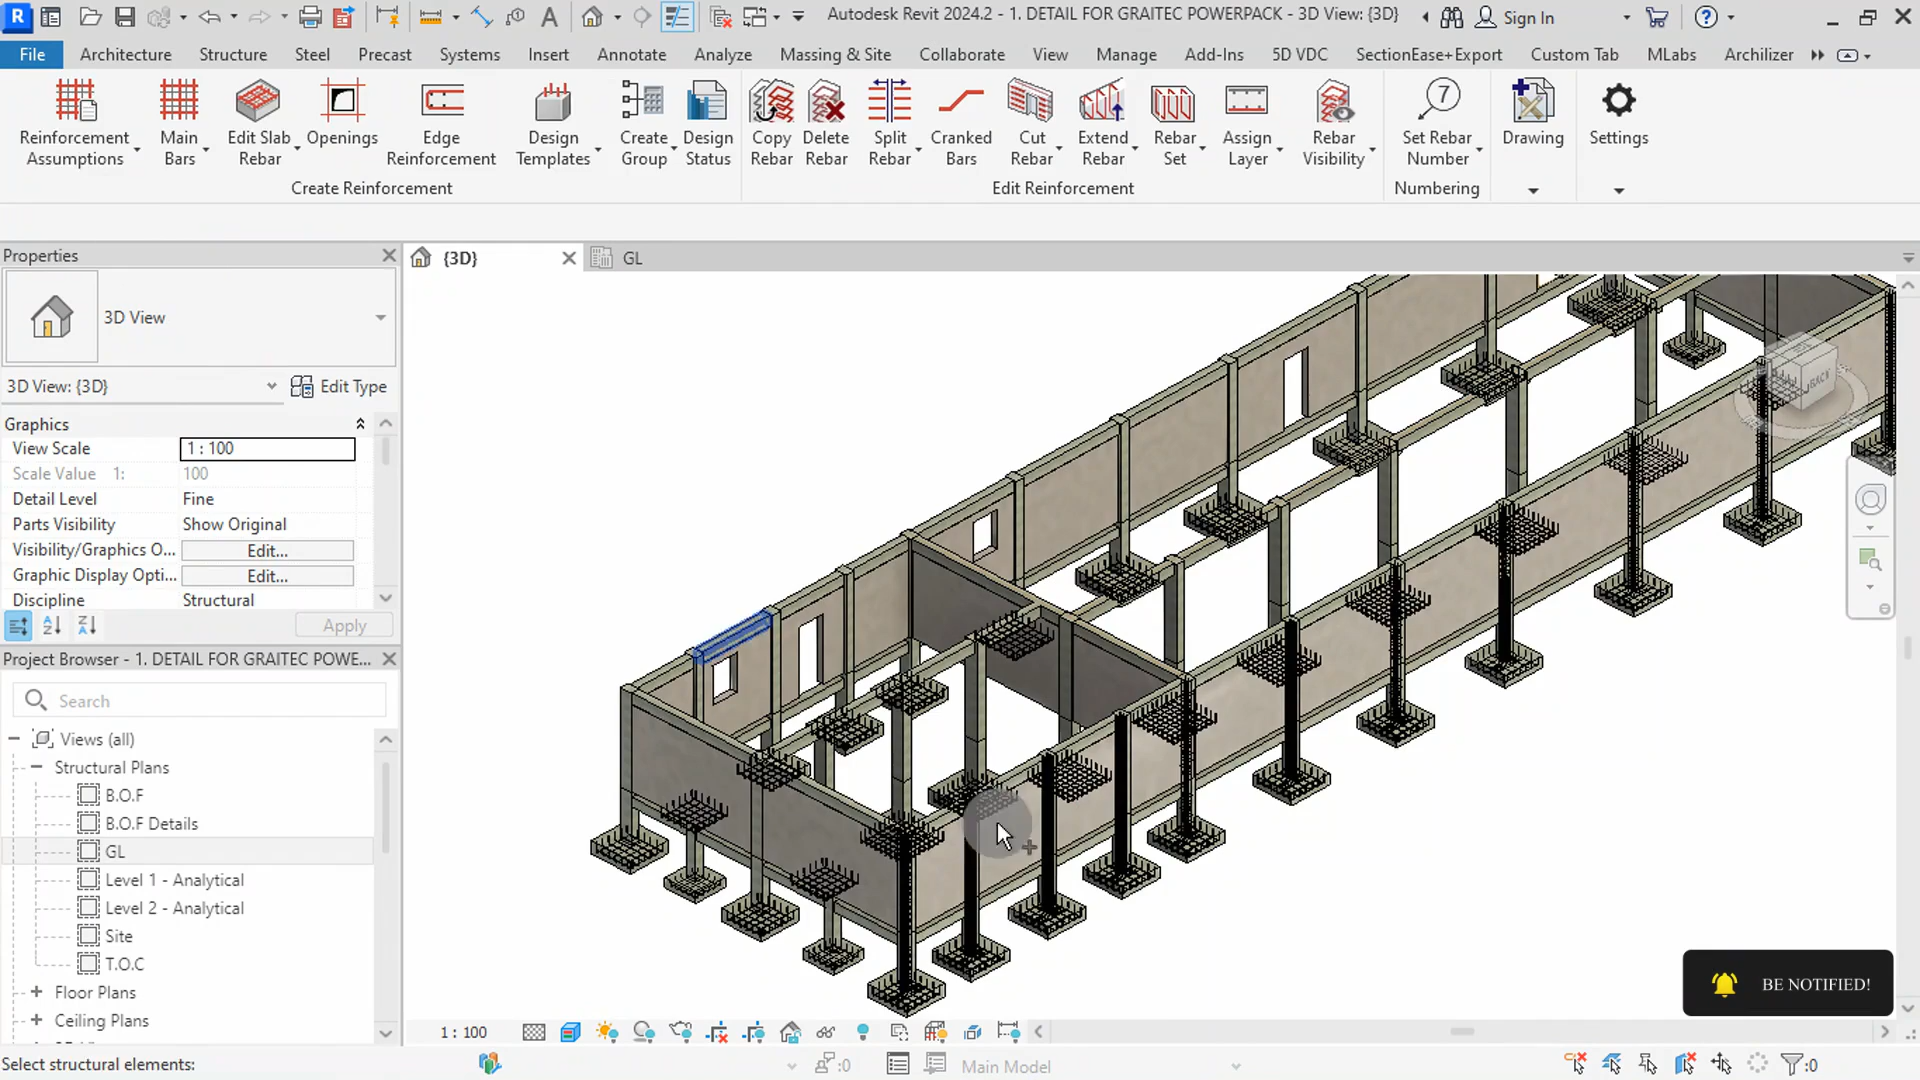 Autodesk Revit 2024.2 - 1. DETAIL FOR GRAITEC POWERPACK - 3D View: {3D}
Sign In
File Architecture Structure Steel Precast Systems Insert Annotate Analyze Massing & Site Collaborate View Manage Add-Ins 5D VDC SectionEase+Export Custom Tab MLabs Archilizer
Reinforcement Assumptions
Main Bars
Edit Slab Rebar
Openings
Edge Reinforcement
Design Templates
Create Group
Design Status
Copy Rebar
Delete Rebar
Split Rebar
Cranked Bars
Cut Rebar
Extend Rebar
Rebar Set
Assign Layer
Rebar Visibility
7
Set Rebar Number
Drawing
Settings
Create Reinforcement
Edit Reinforcement
Numbering
Properties
{3D}
GL
3D View
3D View: {3D}
Edit Type
Graphics
View Scale 1 : 100
Scale Value 1: 100
Detail Level Fine
Parts Visibility Show Original
Visibility/Graphics O... Edit...
Graphic Display Opti... Edit...
Discipline Structural
Apply
Project Browser - 1. DETAIL FOR GRAITEC POWE...
Search
Views (all)
Structural Plans
B.O.F
B.O.F Details
GL
Level 1 - Analytical
Level 2 - Analytical
Site
T.O.C
Floor Plans
Ceiling Plans
BACK
BE NOTIFIED!
1 : 100
Select structural elements:
:0
Main Model
:0